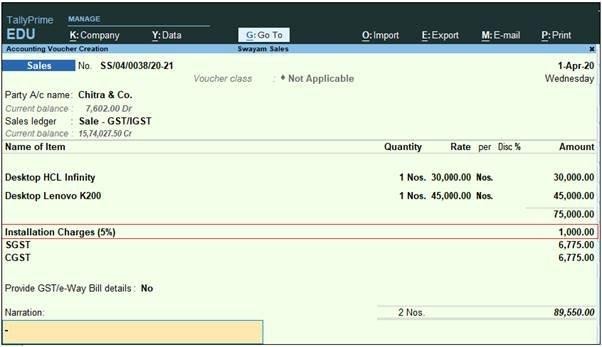 TallyPrime MANAGE
EDU K: Company Y: Data G: Go To O: Import E: Export M: E-mail P: Print
Accounting Voucher Creation Swayam Sales ×
Sales No. SS/04/0038/20-21 1-Apr-20
Voucher class : ♦ Not Applicable Wednesday
Party A/c name : Chitra & Co.
Current balance : 7,602.00 Dr
Sales ledger : Sale - GST/IGST
Current balance : 15,74,027.50 Cr
Name of Item Quantity Rate per Disc % Amount
Desktop HCL Infinity 1 Nos. 30,000.00 Nos. 30,000.00
Desktop Lenovo K200 1 Nos. 45,000.00 Nos. 45,000.00
75,000.00
Installation Charges (5%) 1,000.00
SGST 6,775.00
CGST 6,775.00
Provide GST/e-Way Bill details : No
Narration: 2 Nos. 89,550.00